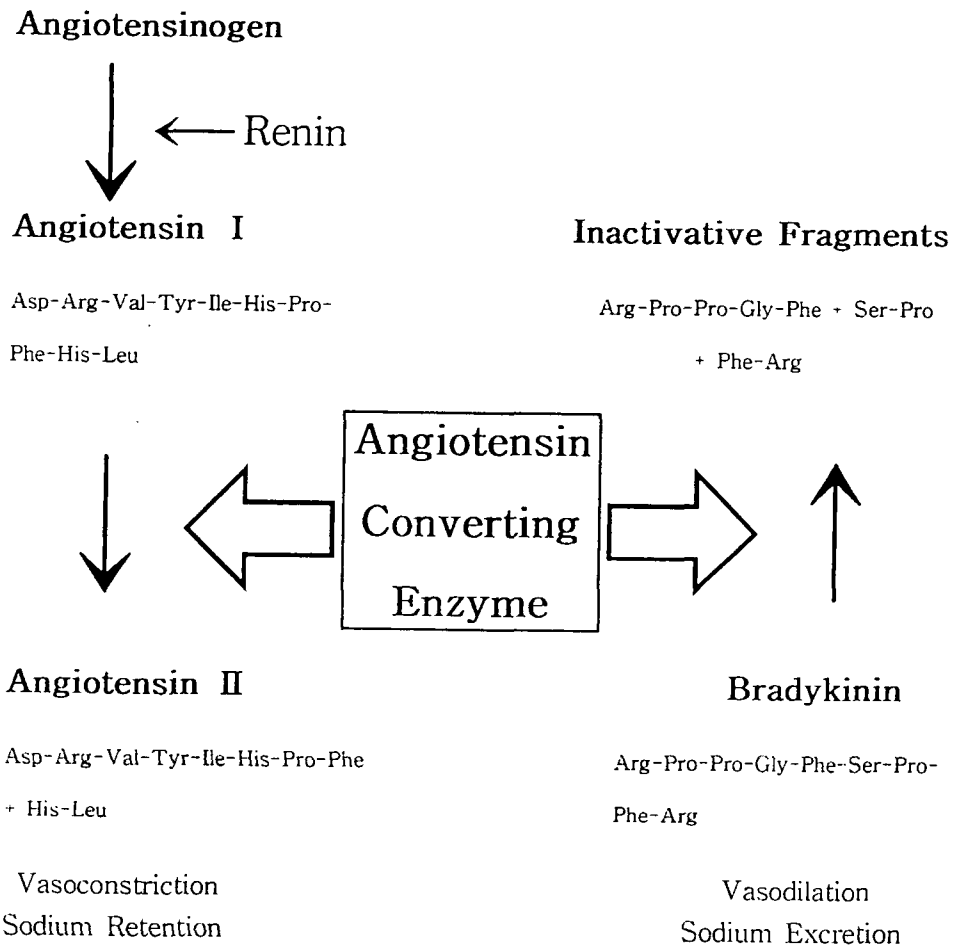 Angiotensinogen
Renin
Angiotensin I
Asp-Arg-Val-Tyr-Ile-His-Pro-
Phe-His-Leu
Inactivative Fragments
Arg-Pro-Pro-Gly-Phe + Ser-Pro
+ Phe-Arg
Angiotensin
Converting
Enzyme
Angiotensin II
Asp-Arg-Val-Tyr-Ile-His-Pro-Phe
+ His-Leu
Vasoconstriction
Sodium Retention
Bradykinin
Arg-Pro-Pro-Gly-Phe-Ser-Pro-
Phe-Arg
Vasodilation
Sodium Excretion